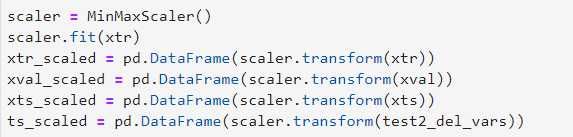 scaler = MinMaxScaler()
scaler.fit(xtr)
xtr_scaled = pd.DataFrame(scaler.transform(xtr))
xval_scaled = pd.DataFrame(scaler.transform(xval))
xts_scaled = pd.DataFrame(scaler.transform(xts))
ts_scaled = pd.DataFrame(scaler.transform(test2_del_vars))